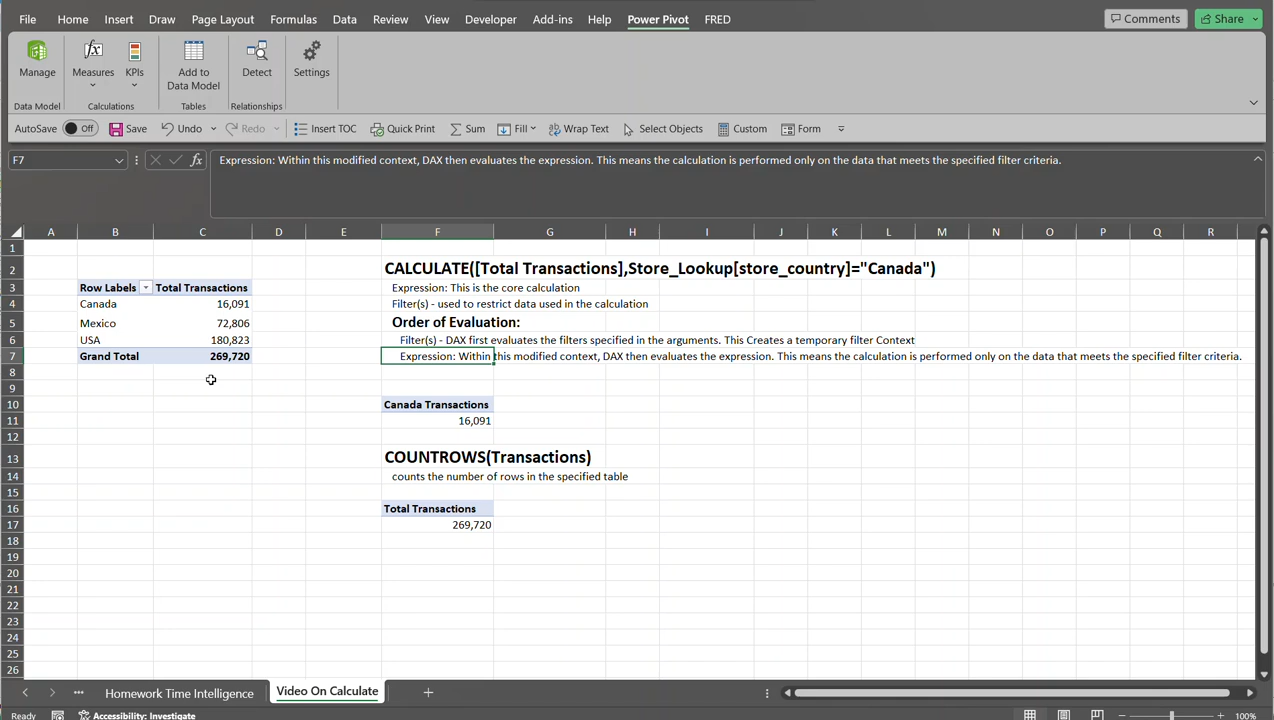 File Home Insert Draw Page Layout Formulas Data Review View Developer Add-ins Help Power Pivot FRED Comments Share
Manage Measures KPIs Add to Data Model Detect Settings
Data Model Calculations Tables Relationships
AutoSave Off Save Undo Redo Insert TOC Quick Print Sum Fill Wrap Text Select Objects Custom Form
F7 fx Expression: Within this modified context, DAX then evaluates the expression. This means the calculation is performed only on the data that meets the specified filter criteria.
A B C D E F G H I J K L M N O P Q R
1
2 CALCULATE([Total Transactions],Store_Lookup[store_country]="Canada")
3 Row Labels Total Transactions Expression: This is the core calculation
4 Canada 16,091 Filter(s) - used to restrict data used in the calculation
5 Mexico 72,806 Order of Evaluation:
6 USA 180,823 Filter(s) - DAX first evaluates the filters specified in the arguments. This Creates a temporary filter Context
7 Grand Total 269,720 Expression: Within this modified context, DAX then evaluates the expression. This means the calculation is performed only on the data that meets the specified filter criteria.
8
9
10 Canada Transactions
11 16,091
12
13 COUNTROWS(Transactions)
14 counts the number of rows in the specified table
15
16 Total Transactions
17 269,720
18
19
20
21
22
23
24
25
26
Homework Time Intelligence Video On Calculate
Ready Accessibility: Investigate 100%